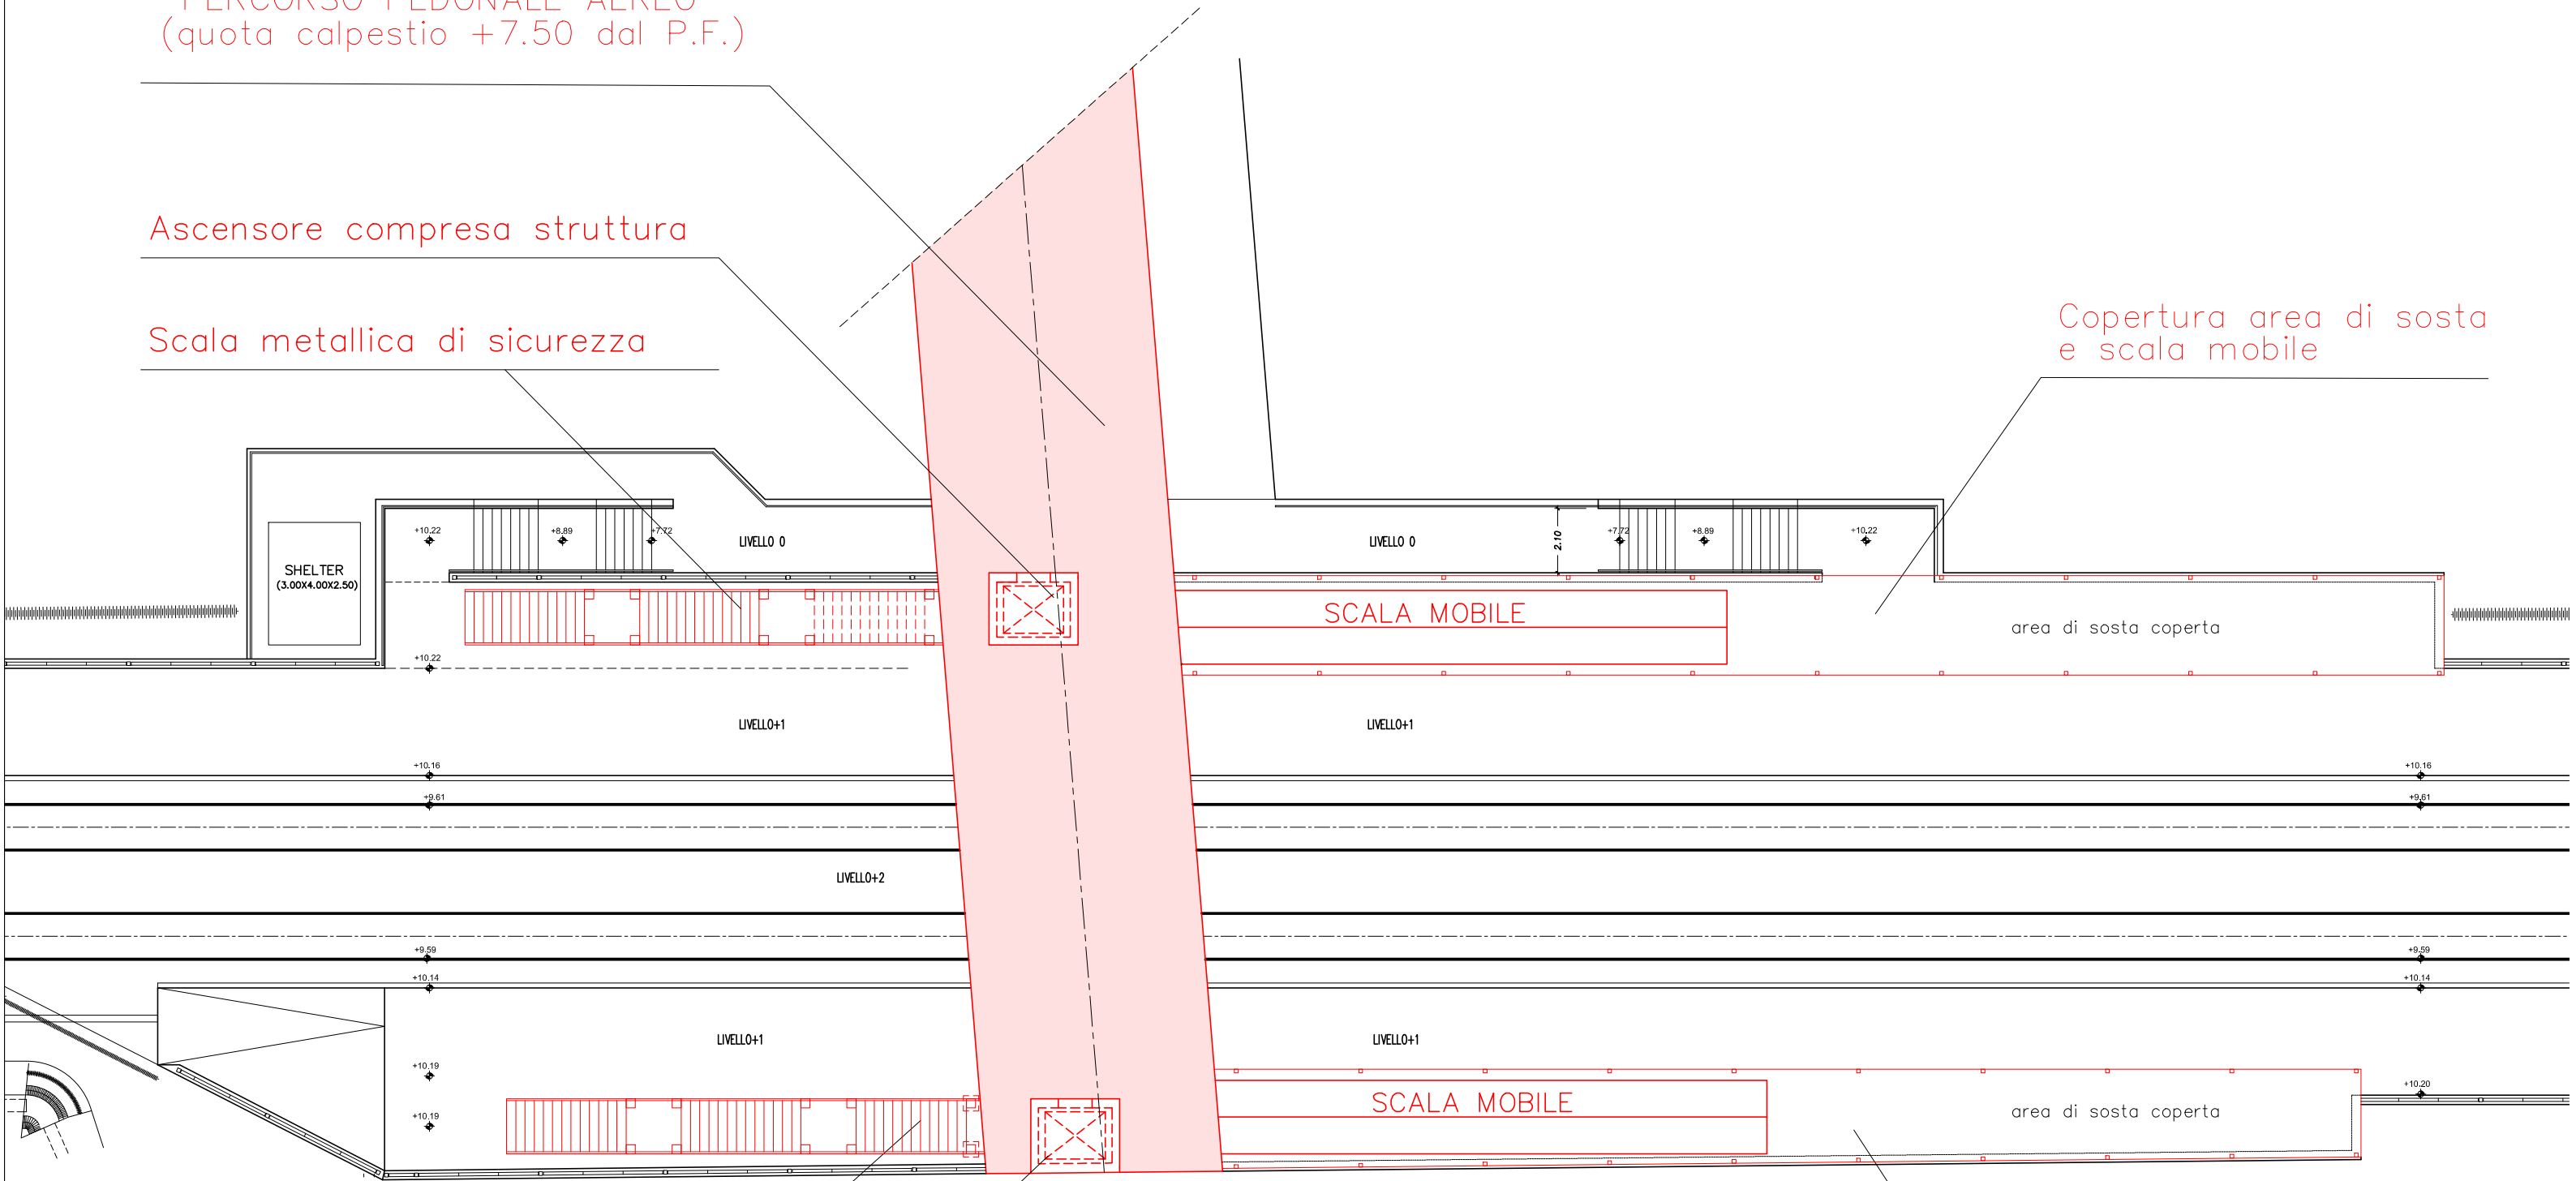 PERCORSO PEDONALE AEREO
(quota calpestio +7.50 dal P.F.)
Ascensore compresa struttura
Scala metallica di sicurezza
Copertura area di sosta
e scala mobile
+10.22
+8.89
+7.72
LIVELLO 0
LIVELLO 0
2.10
+7.72
+8.89
+10.22
SHELTER
(3.00X4.00X2.50)
SCALA MOBILE
area di sosta coperta
+10.22
LIVELLO+1
LIVELLO+1
+10.16
+10.16
+9.61
+9.61
LIVELLO+2
+9.59
+9.59
+10.14
+10.14
LIVELLO+1
LIVELLO+1
+10.19
+10.20
SCALA MOBILE
area di sosta coperta
+10.19